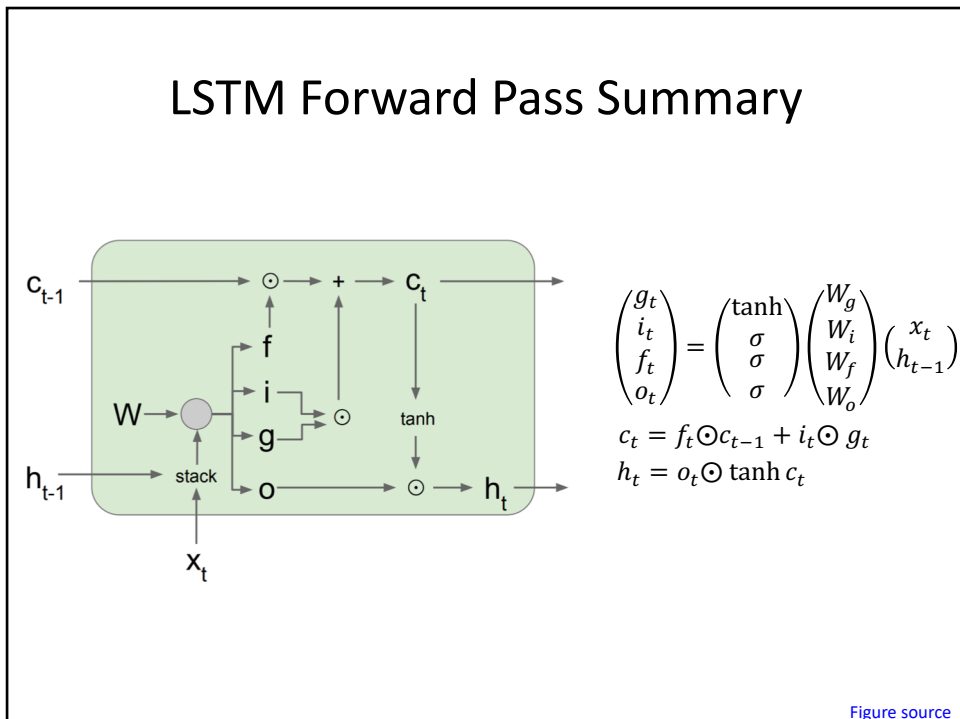 LSTM Forward Pass Summary
c_{t-1} ⊙ + c_t
f
i
W ⊙ tanh
g
h_{t-1} stack o ⊙ h_t
x_t
(g_t i_t f_t o_t) = (tanh σ σ σ) (W_g W_i W_f W_o) (x_t h_{t−1})
c_t = f_t⊙c_{t−1} + i_t⊙ g_t
h_t = o_t⊙ tanh c_t
Figure source